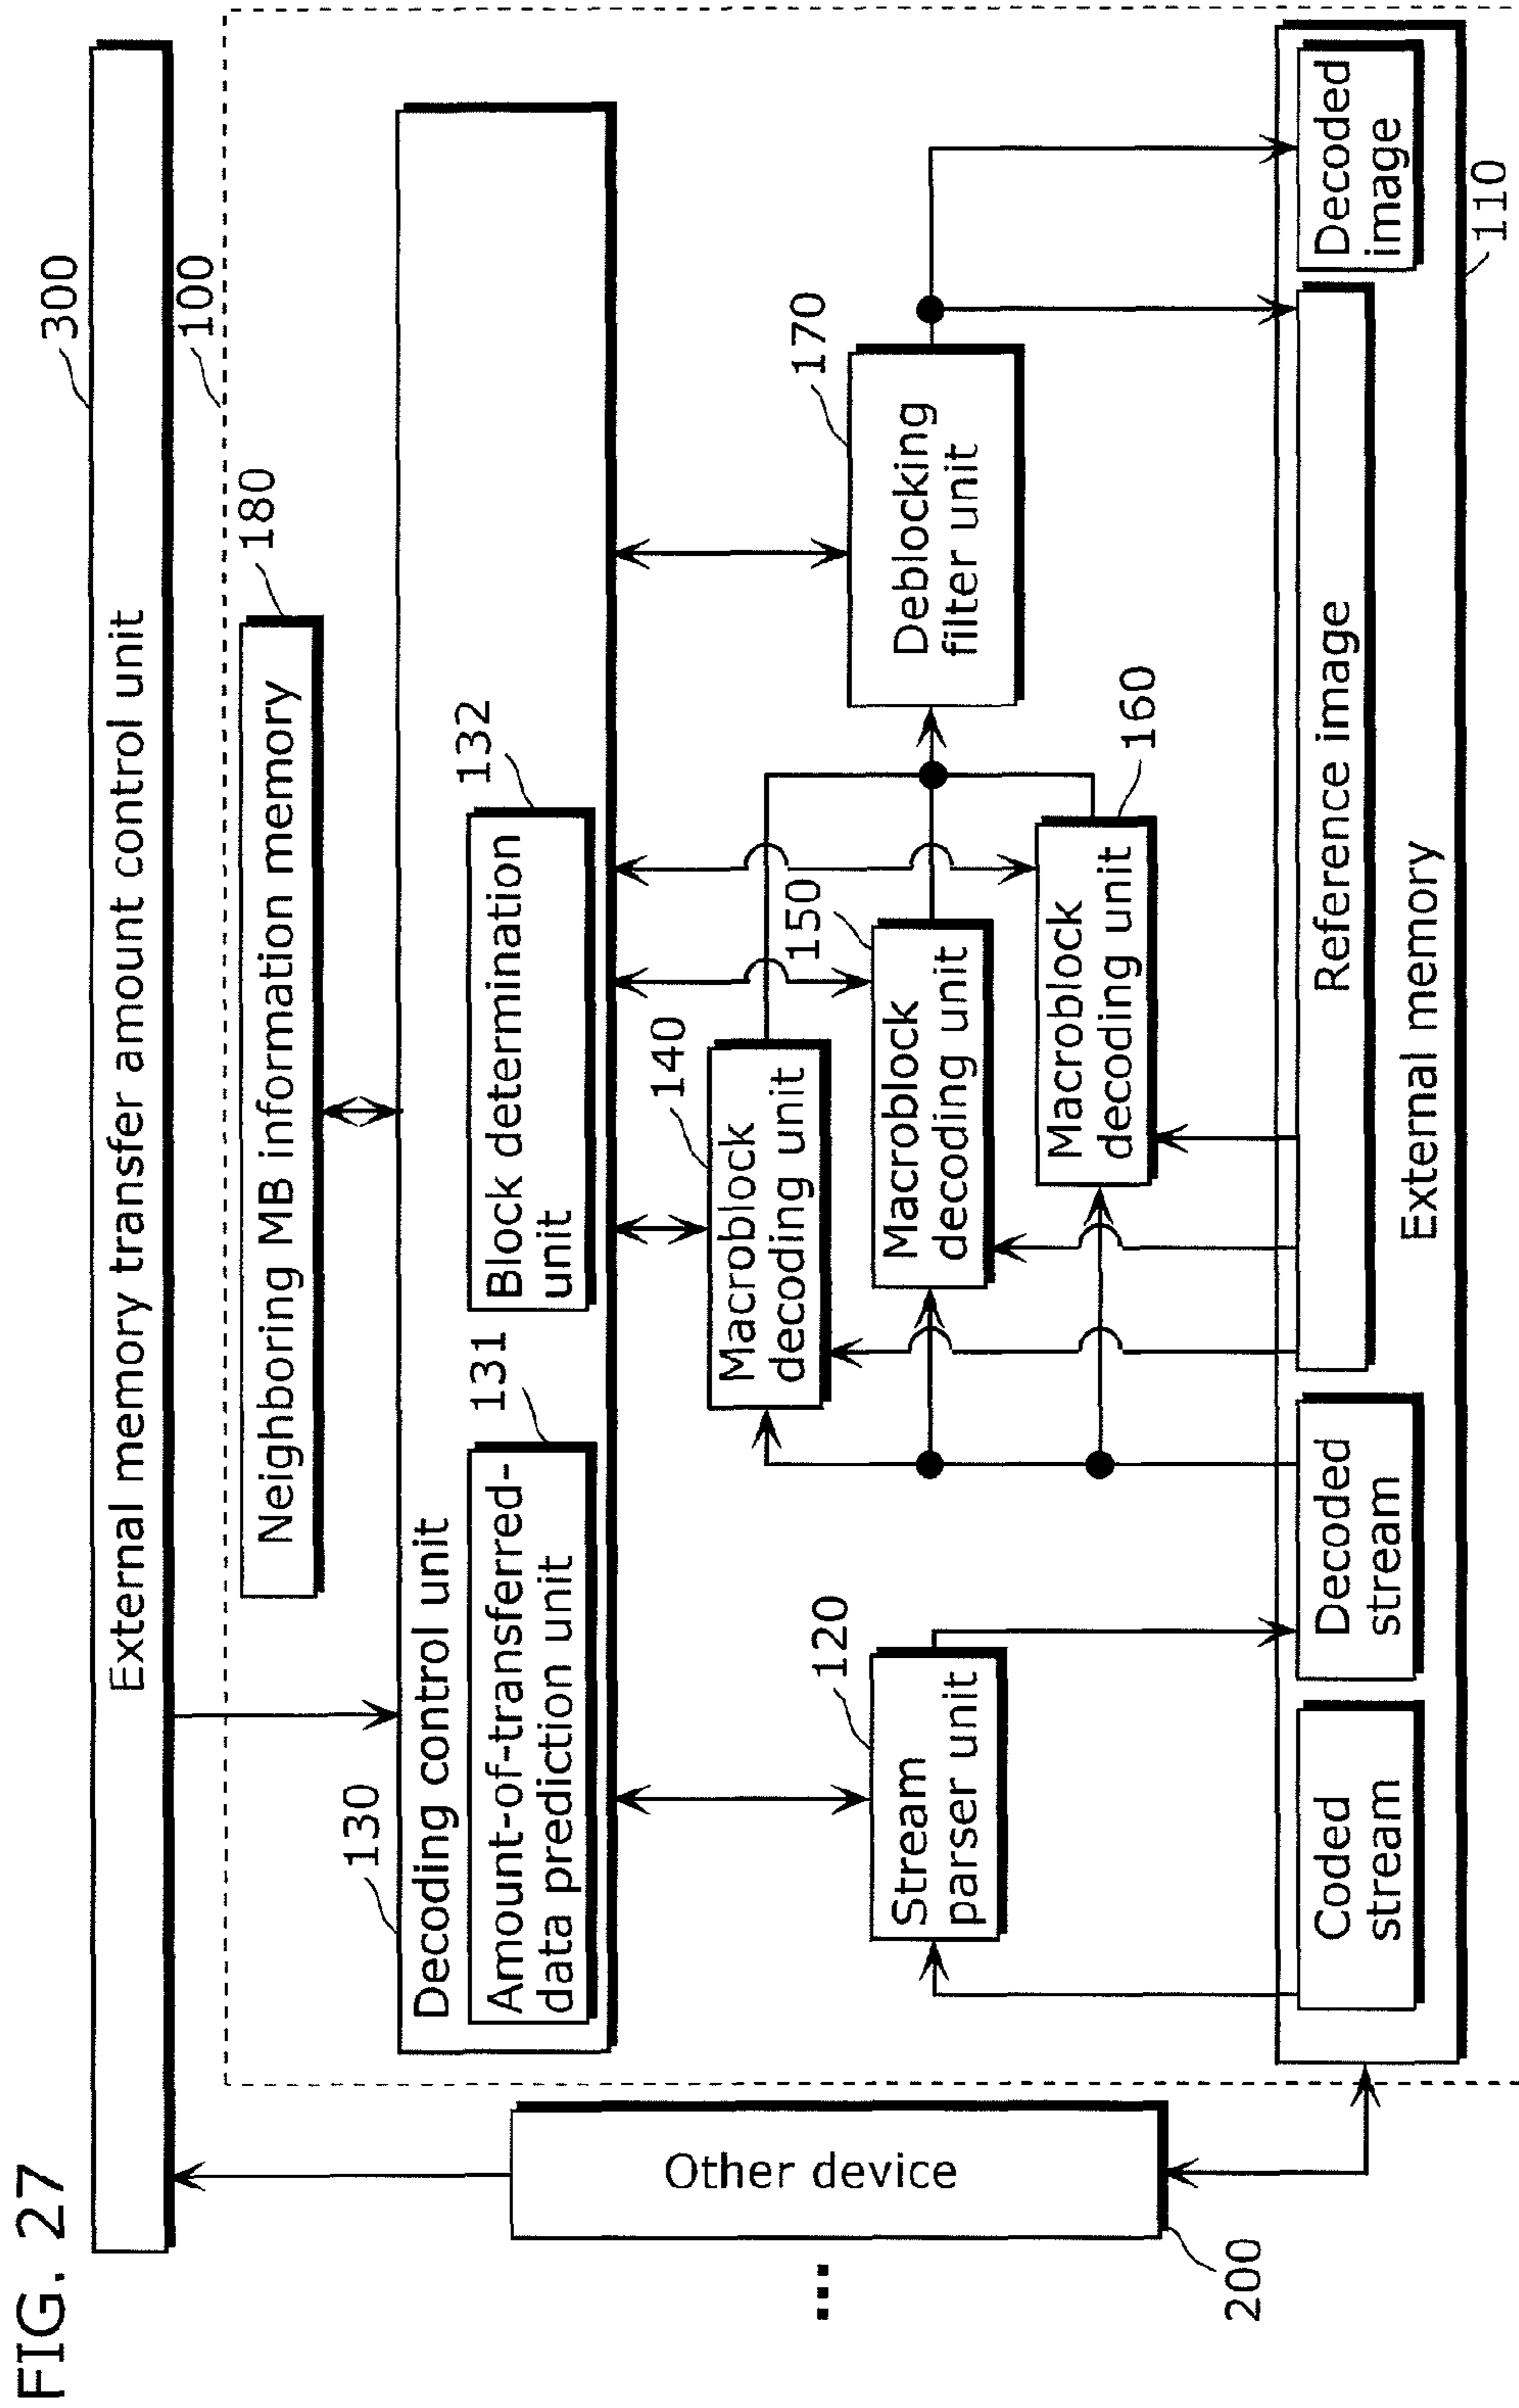 FIG. 27
300
External memory transfer amount control unit
100
180
Neighboring MB information memory
130
Decoding control unit
131
Amount-of-transferred-
data prediction unit
132
Block determination
unit
140
Macroblock
decoding unit
150
Macroblock
decoding unit
160
Macroblock
decoding unit
170
Deblocking
filter unit
120
Stream
parser unit
Other device
200
...
Coded
stream
Decoded
stream
Reference image
Decoded
image
External memory
110